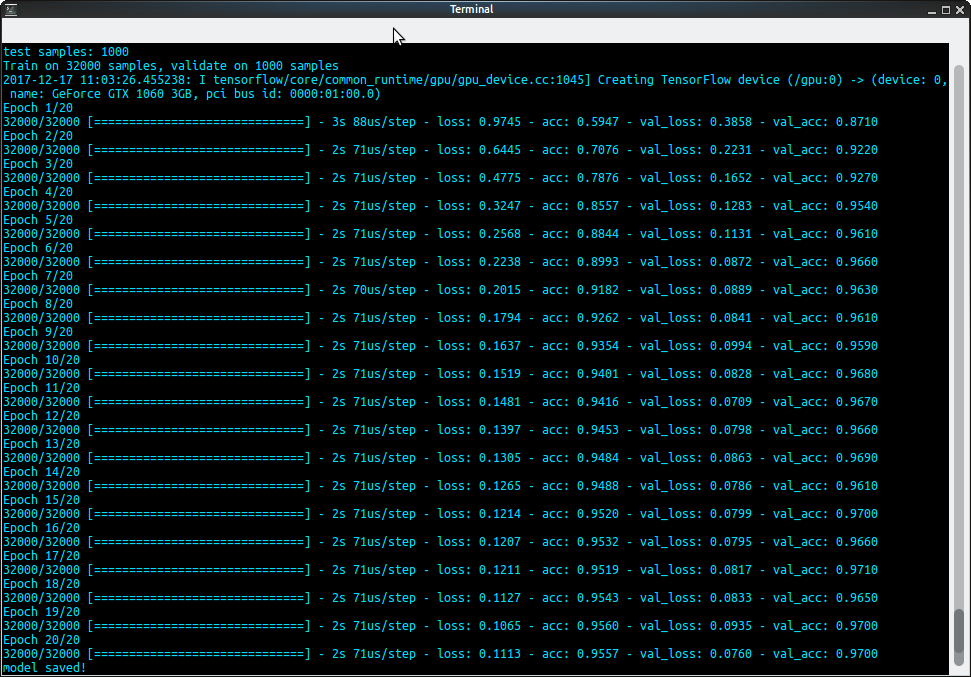 Terminal
test samples: 1000
Train on 32000 samples, validate on 1000 samples
2017-12-17 11:03:26.455238: I tensorflow/core/common_runtime/gpu/gpu_device.cc:1045] Creating TensorFlow device (/gpu:0) -> (device: 0,
 name: GeForce GTX 1060 3GB, pci bus id: 0000:01:00.0)
Epoch 1/20
32000/32000 [==============================] - 3s 88us/step - loss: 0.9745 - acc: 0.5947 - val_loss: 0.3858 - val_acc: 0.8710
Epoch 2/20
32000/32000 [==============================] - 2s 71us/step - loss: 0.6445 - acc: 0.7076 - val_loss: 0.2231 - val_acc: 0.9220
Epoch 3/20
32000/32000 [==============================] - 2s 71us/step - loss: 0.4775 - acc: 0.7876 - val_loss: 0.1652 - val_acc: 0.9270
Epoch 4/20
32000/32000 [==============================] - 2s 71us/step - loss: 0.3247 - acc: 0.8557 - val_loss: 0.1283 - val_acc: 0.9540
Epoch 5/20
32000/32000 [==============================] - 2s 71us/step - loss: 0.2568 - acc: 0.8844 - val_loss: 0.1131 - val_acc: 0.9610
Epoch 6/20
32000/32000 [==============================] - 2s 71us/step - loss: 0.2238 - acc: 0.8993 - val_loss: 0.0872 - val_acc: 0.9660
Epoch 7/20
32000/32000 [==============================] - 2s 70us/step - loss: 0.2015 - acc: 0.9182 - val_loss: 0.0889 - val_acc: 0.9630
Epoch 8/20
32000/32000 [==============================] - 2s 71us/step - loss: 0.1794 - acc: 0.9262 - val_loss: 0.0841 - val_acc: 0.9610
Epoch 9/20
32000/32000 [==============================] - 2s 71us/step - loss: 0.1637 - acc: 0.9354 - val_loss: 0.0994 - val_acc: 0.9590
Epoch 10/20
32000/32000 [==============================] - 2s 71us/step - loss: 0.1519 - acc: 0.9401 - val_loss: 0.0828 - val_acc: 0.9680
Epoch 11/20
32000/32000 [==============================] - 2s 71us/step - loss: 0.1481 - acc: 0.9416 - val_loss: 0.0709 - val_acc: 0.9670
Epoch 12/20
32000/32000 [==============================] - 2s 71us/step - loss: 0.1397 - acc: 0.9453 - val_loss: 0.0798 - val_acc: 0.9660
Epoch 13/20
32000/32000 [==============================] - 2s 71us/step - loss: 0.1305 - acc: 0.9484 - val_loss: 0.0863 - val_acc: 0.9690
Epoch 14/20
32000/32000 [==============================] - 2s 71us/step - loss: 0.1265 - acc: 0.9488 - val_loss: 0.0786 - val_acc: 0.9610
Epoch 15/20
32000/32000 [==============================] - 2s 71us/step - loss: 0.1214 - acc: 0.9520 - val_loss: 0.0799 - val_acc: 0.9700
Epoch 16/20
32000/32000 [==============================] - 2s 71us/step - loss: 0.1207 - acc: 0.9532 - val_loss: 0.0795 - val_acc: 0.9660
Epoch 17/20
32000/32000 [==============================] - 2s 71us/step - loss: 0.1211 - acc: 0.9519 - val_loss: 0.0817 - val_acc: 0.9710
Epoch 18/20
32000/32000 [==============================] - 2s 71us/step - loss: 0.1127 - acc: 0.9543 - val_loss: 0.0833 - val_acc: 0.9650
Epoch 19/20
32000/32000 [==============================] - 2s 71us/step - loss: 0.1065 - acc: 0.9560 - val_loss: 0.0935 - val_acc: 0.9700
Epoch 20/20
32000/32000 [==============================] - 2s 71us/step - loss: 0.1113 - acc: 0.9557 - val_loss: 0.0760 - val_acc: 0.9700
model saved!